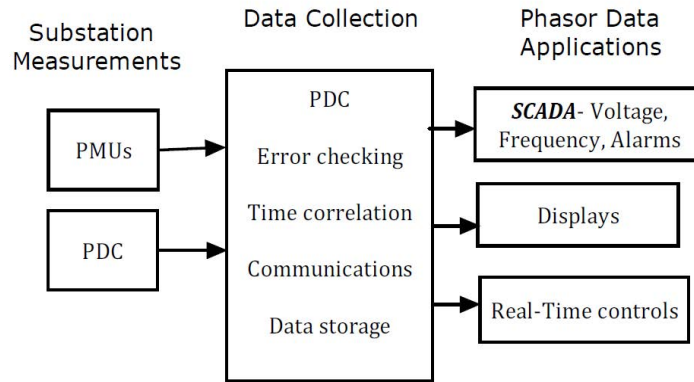 Substation
Measurements
PMUs
PDC
Data Collection
PDC
Error checking
Time correlation
Communications
Data storage
Phasor Data
Applications
SCADA- Voltage,
Frequency, Alarms
Displays
Real-Time controls